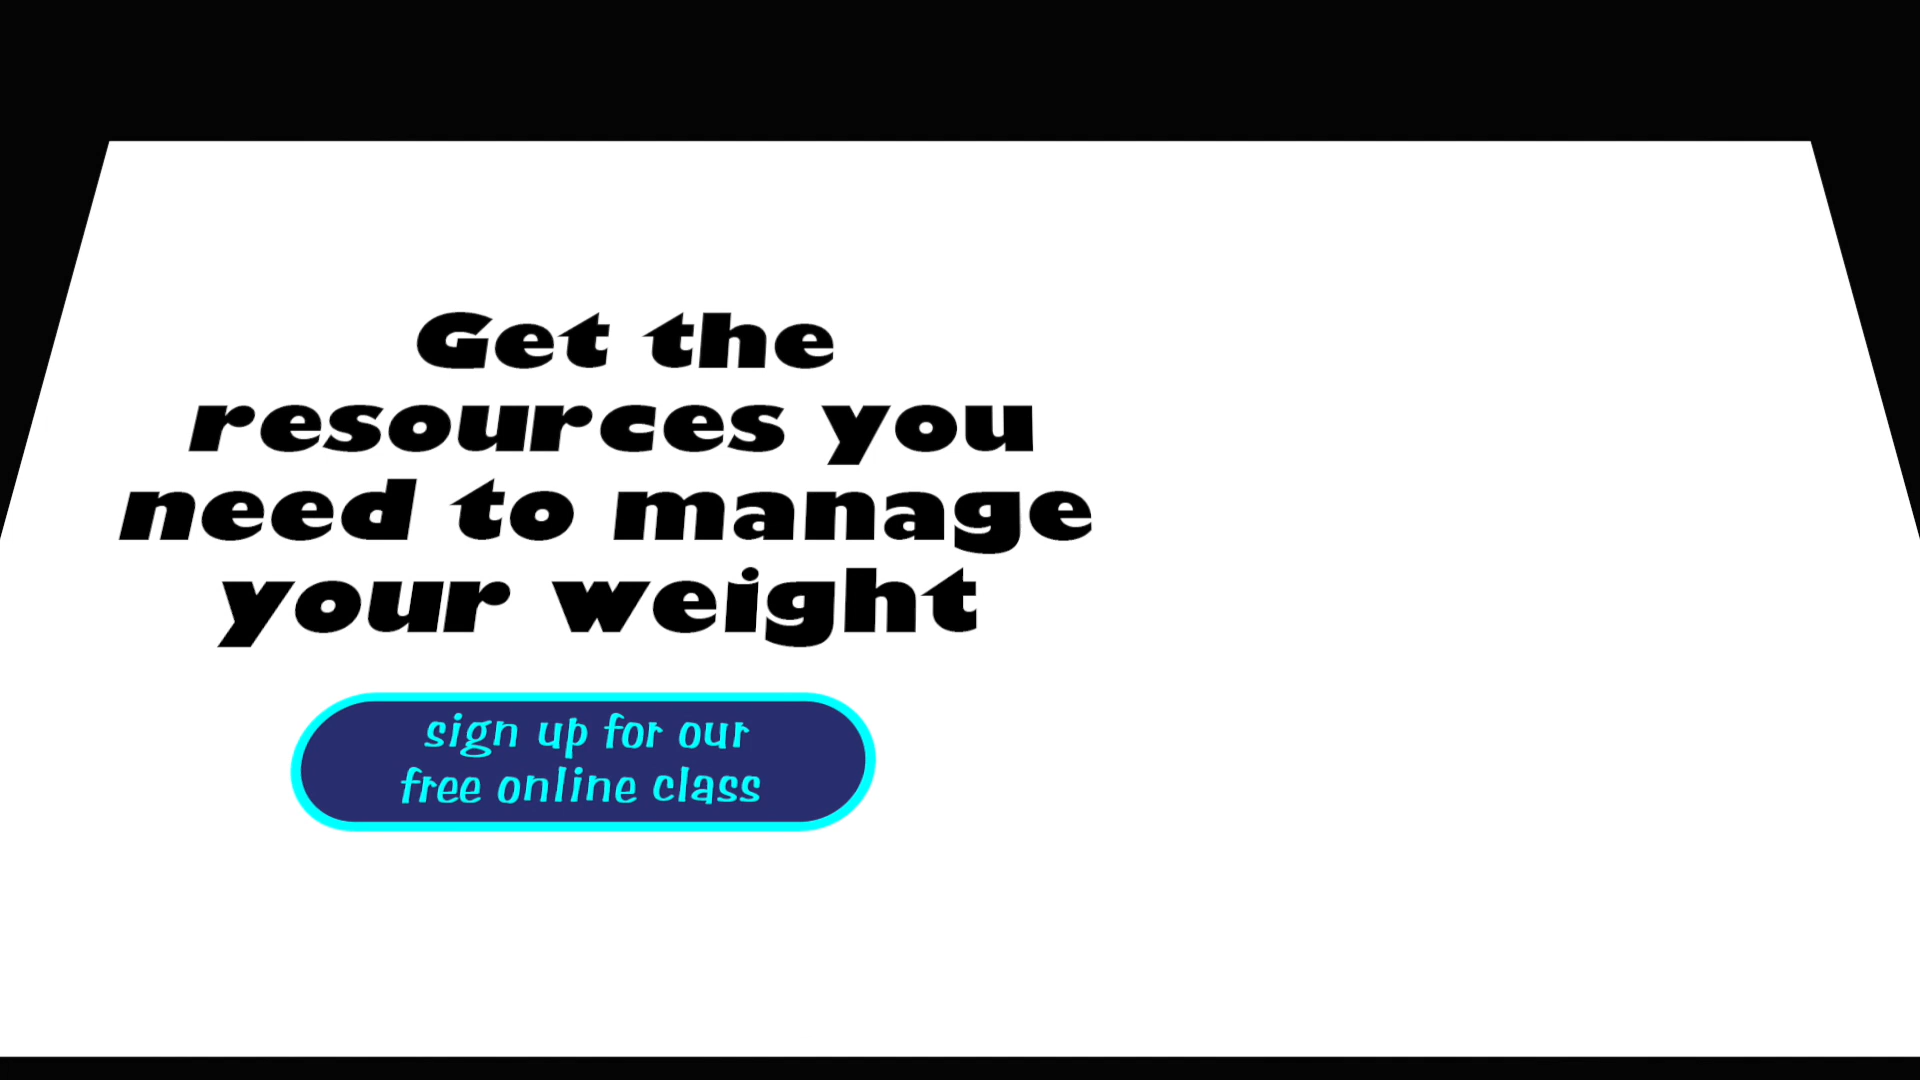 Get the
resources you
need to manage
your weight
sign up for our
free online class